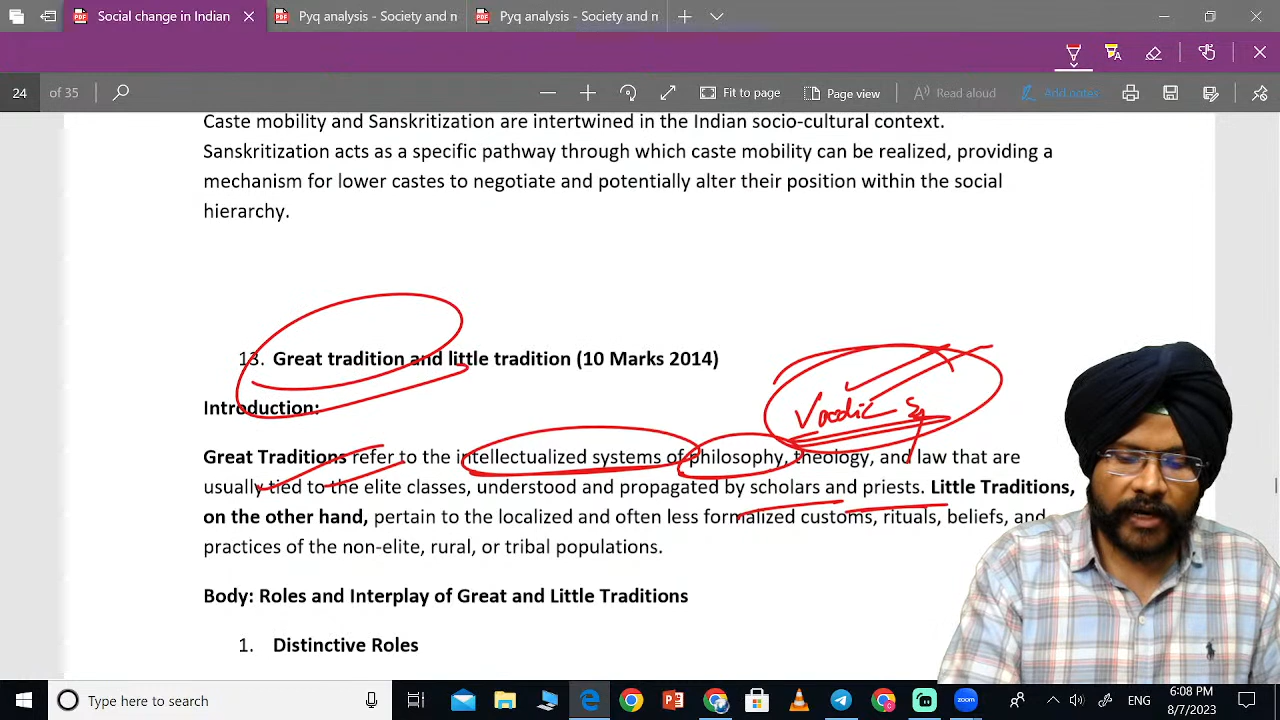 Social change in Indian
Pyq analysis - Society and r
Pyq analysis - Society and r
24 of 35
Fit to page
Page view
Read aloud
Add notes
Caste mobility and Sanskritization are intertwined in the Indian socio-cultural context.
Sanskritization acts as a specific pathway through which caste mobility can be realized, providing a
mechanism for lower castes to negotiate and potentially alter their position within the social
hierarchy.
13. Great tradition and little tradition (10 Marks 2014)
Introduction:
Great Traditions refer to the intellectualized systems of philosophy, theology, and law that are
usually tied to the elite classes, understood and propagated by scholars and priests. Little Traditions,
on the other hand, pertain to the localized and often less formalized customs, rituals, beliefs, and
practices of the non-elite, rural, or tribal populations.
Body: Roles and Interplay of Great and Little Traditions
1. Distinctive Roles
Type here to search
zoom
ENG
6:08 PM
8/7/2023